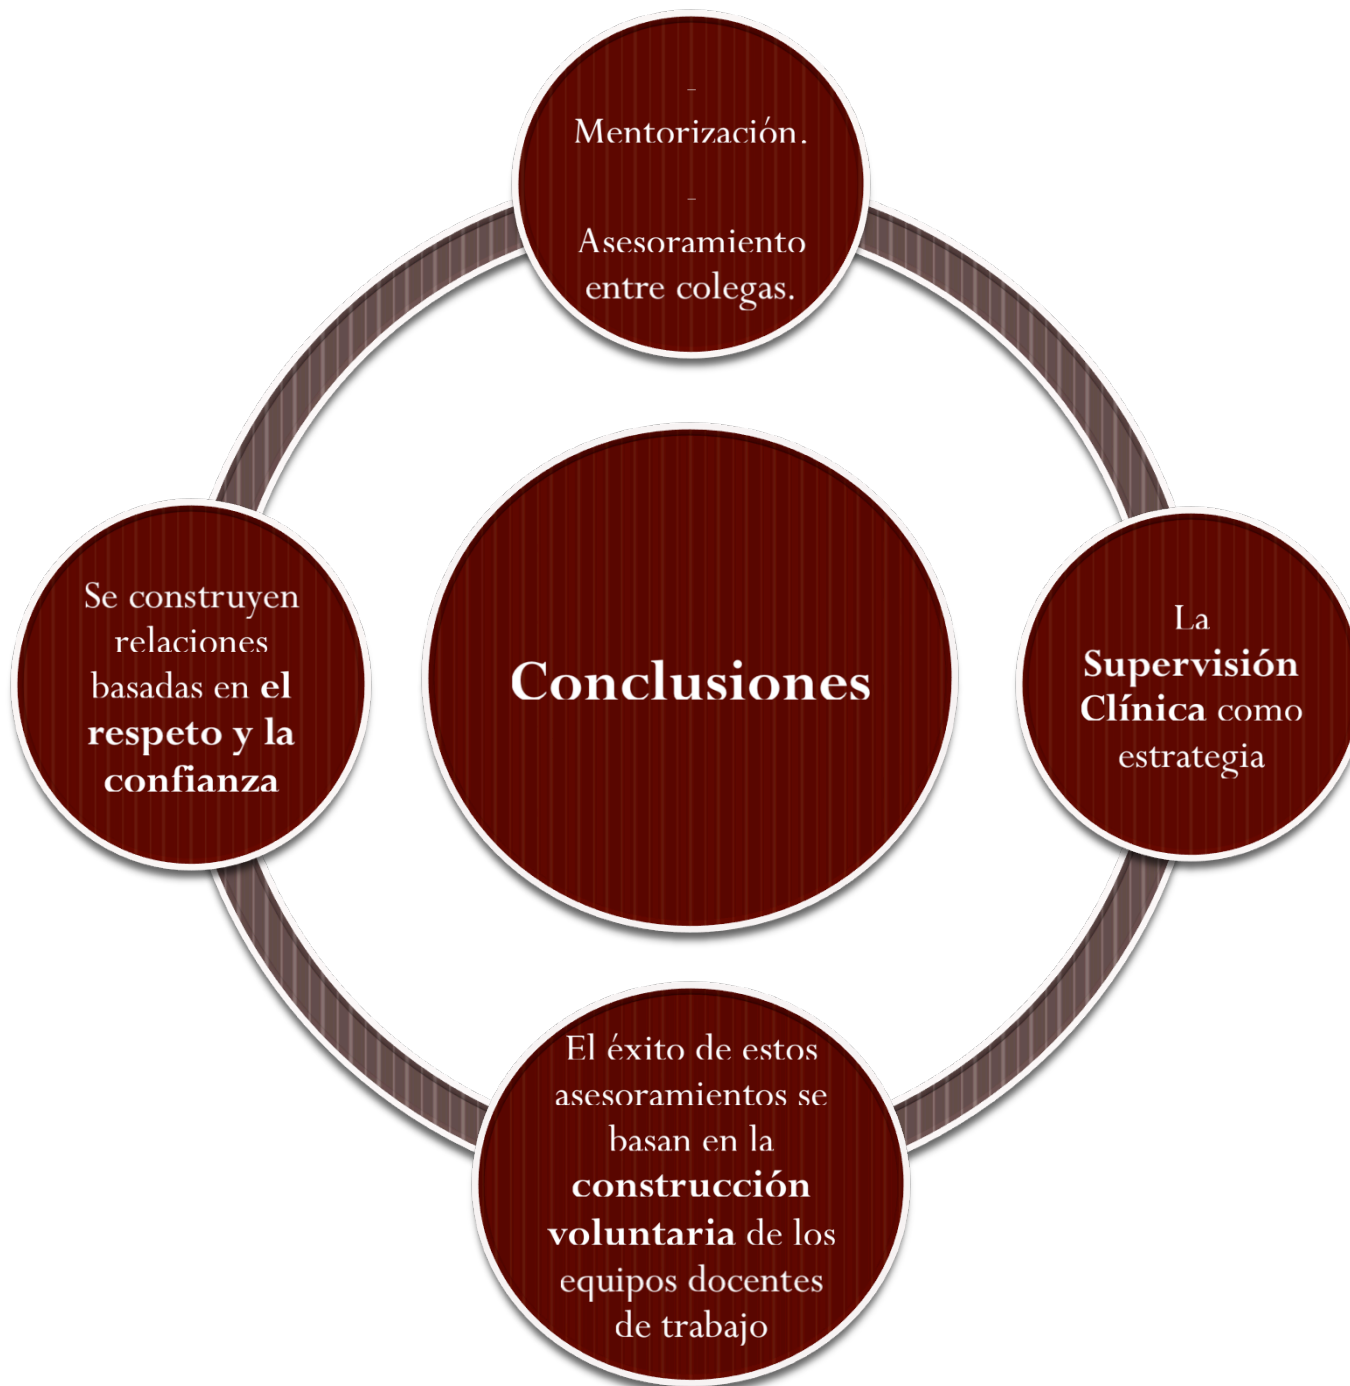 –
Mentorización.
–
Asesoramiento
entre colegas.
Se construyen
relaciones
basadas en el
respeto y la
confianza
Conclusiones
La
Supervisión
Clínica como
estrategia
El éxito de estos
asesoramientos se
basan en la
construcción
voluntaria de los
equipos docentes
de trabajo